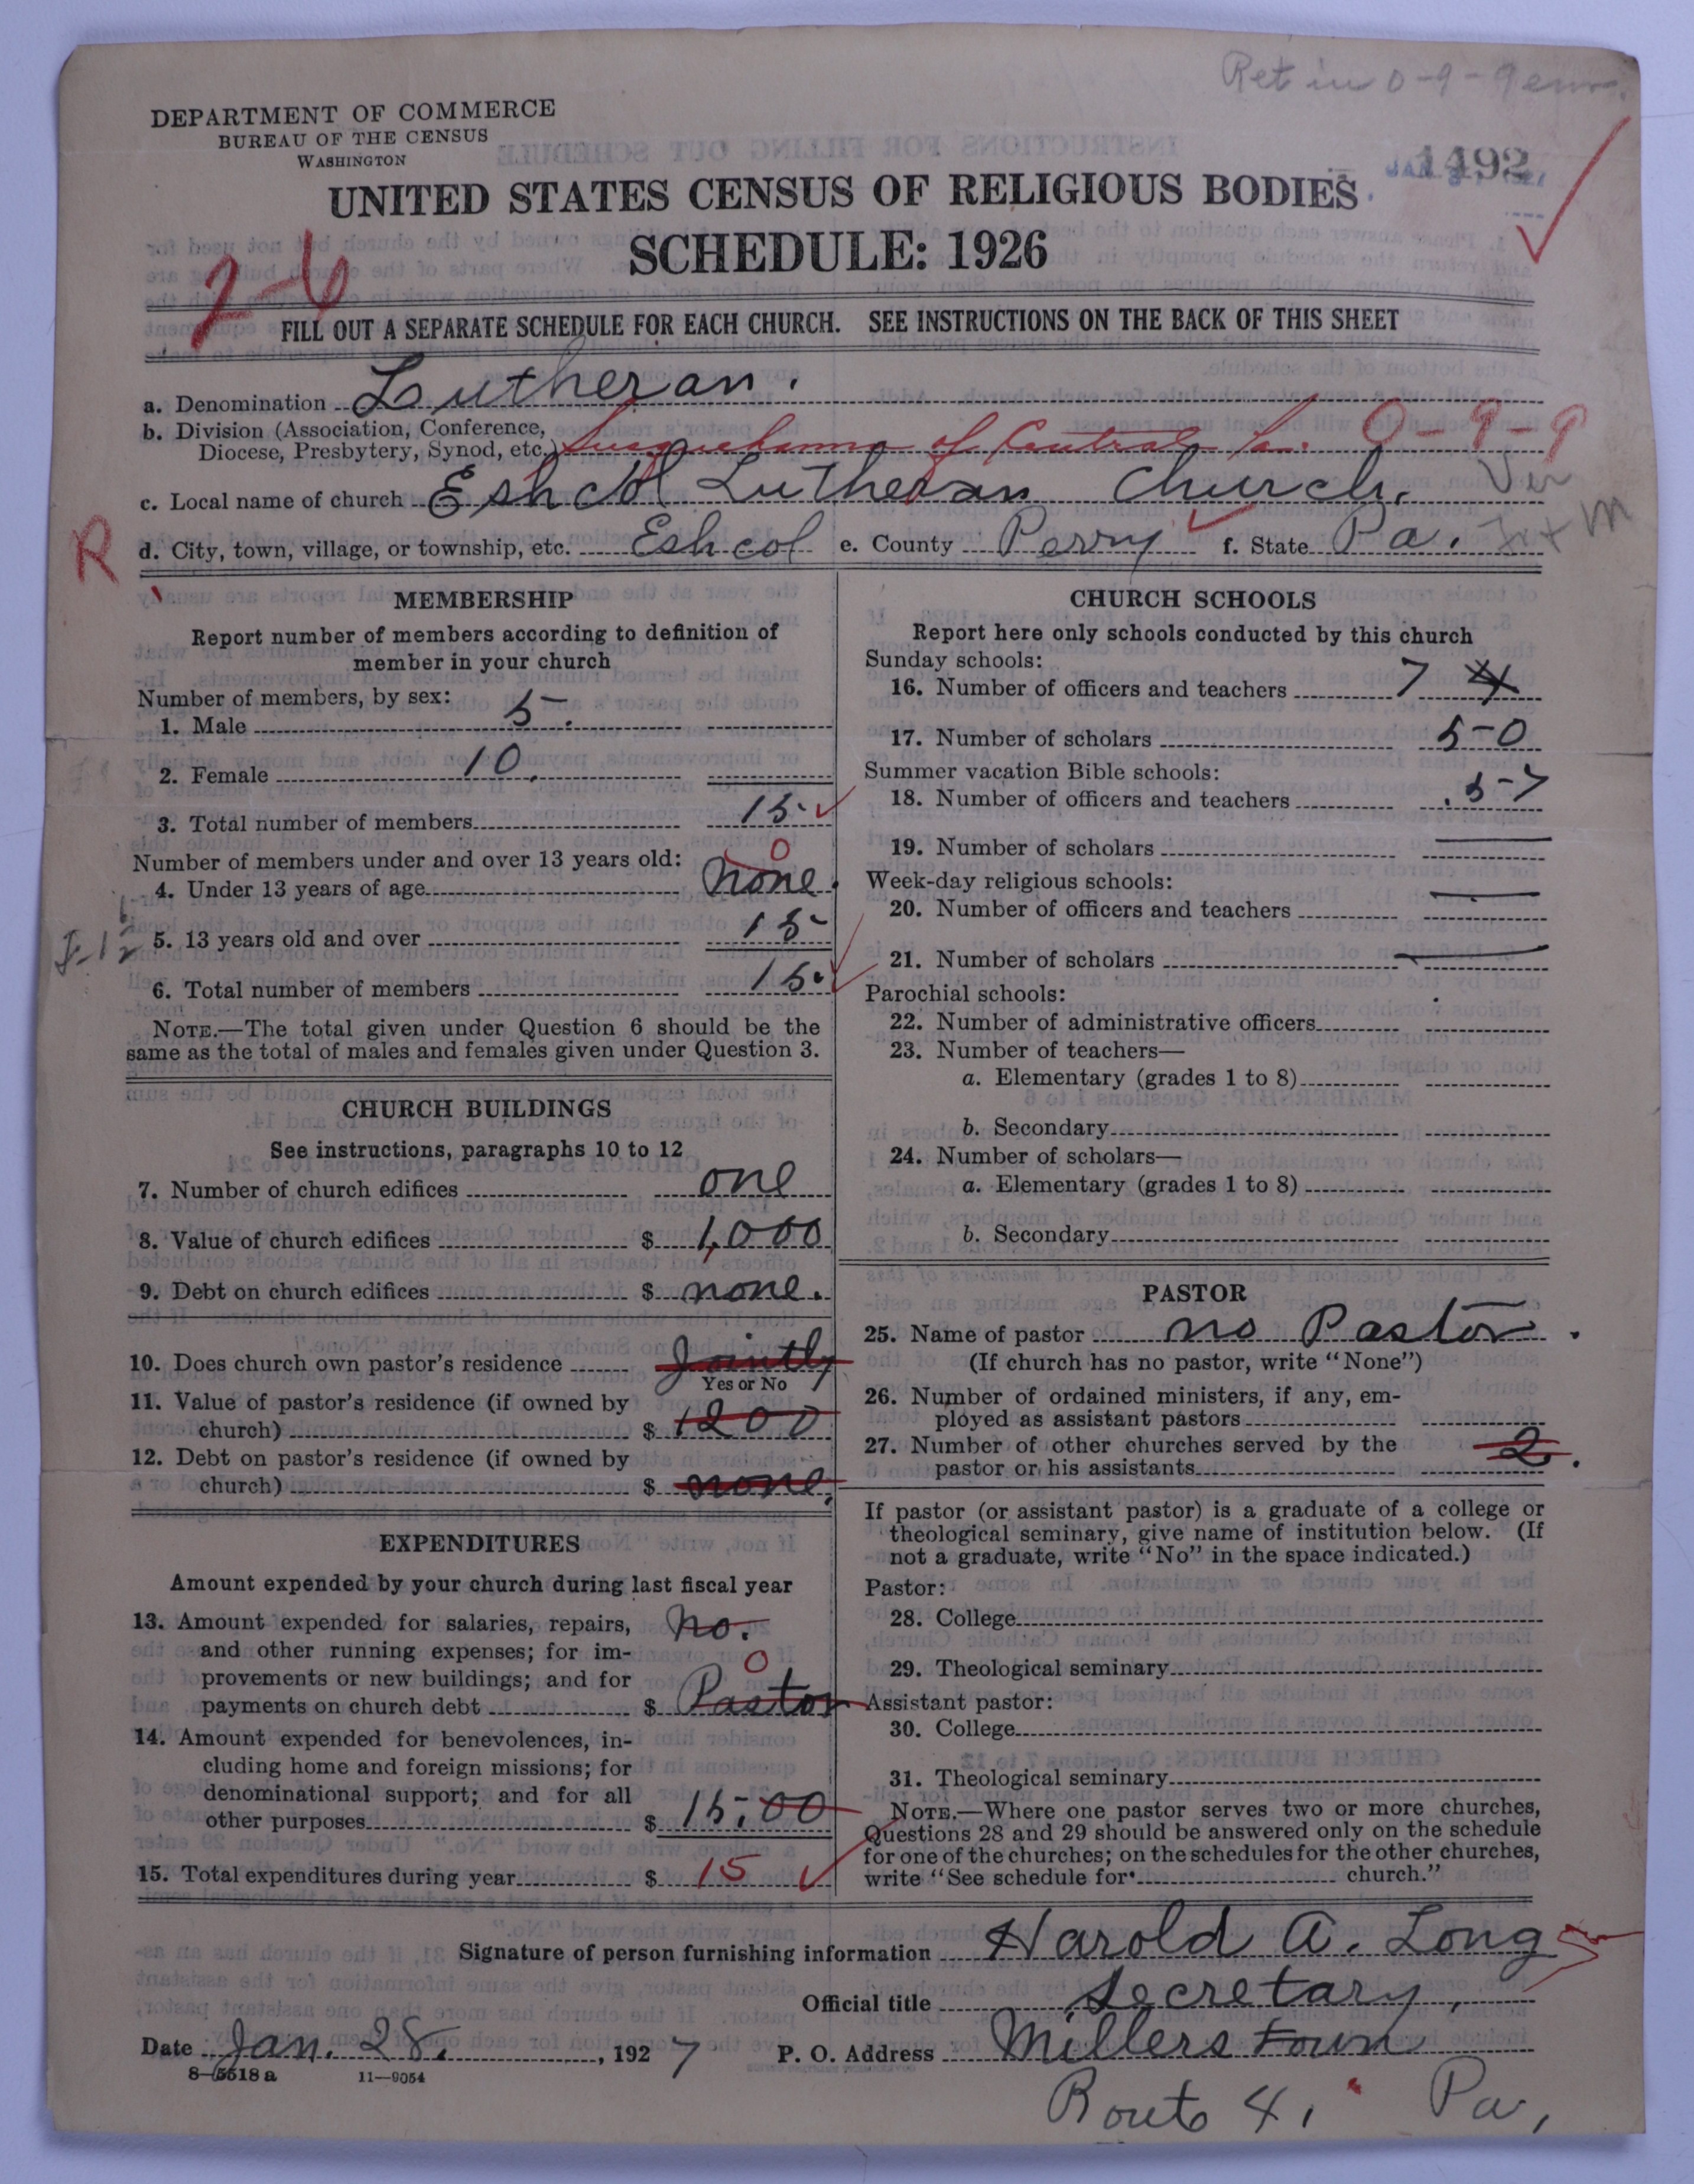 Ret in 0-9-9
DEPARTMENT OF COMMERCE
BUREAU OF THE CENSUS
WASHINGTON
1492
UNITED STATES CENSUS OF RELIGIOUS BODIES
SCHEDULE: 1926
2-6
FILL OUT A SEPARATE SCHEDULE FOR EACH CHURCH. SEE INSTRUCTIONS ON THE BACK OF THIS SHEET
a. Denomination Lutheran.
b. Division (Association, Conference,
Diocese, Presbytery, Synod, etc.) Susquehanna of Central Pa. 0-9-9
c. Local name of church Eshcol Lutheran Church. Ver
R
d. City, town, village, or township, etc. Eshcol e. County Perry f. State Pa.
MEMBERSHIP
Report number of members according to definition of
member in your church
Number of members, by sex:
1. Male 5.
2. Female 10.
3. Total number of members 15
Number of members under and over 13 years old:
4. Under 13 years of age none. 0
5. 13 years old and over 15
6. Total number of members 15.
NOTE.—The total given under Question 6 should be the
same as the total of males and females given under Question 3.
CHURCH BUILDINGS
See instructions, paragraphs 10 to 12
7. Number of church edifices one
8. Value of church edifices $ 1,000
9. Debt on church edifices $ none.
10. Does church own pastor's residence Jointly
Yes or No
11. Value of pastor's residence (if owned by
church) $ 1200
12. Debt on pastor's residence (if owned by
church) $ none.
EXPENDITURES
Amount expended by your church during last fiscal year
13. Amount expended for salaries, repairs, No.
and other running expenses; for im-
provements or new buildings; and for 0
payments on church debt $ Pastor
14. Amount expended for benevolences, in-
cluding home and foreign missions; for
denominational support; and for all
other purposes $ 15.00
15. Total expenditures during year $ 15
CHURCH SCHOOLS
Report here only schools conducted by this church
Sunday schools:
16. Number of officers and teachers 7 4
17. Number of scholars 50
Summer vacation Bible schools:
18. Number of officers and teachers 57
19. Number of scholars —
Week-day religious schools:
20. Number of officers and teachers —
21. Number of scholars —
Parochial schools:
22. Number of administrative officers
23. Number of teachers—
a. Elementary (grades 1 to 8)
b. Secondary
24. Number of scholars—
a. Elementary (grades 1 to 8)
b. Secondary
PASTOR
25. Name of pastor no Pastor.
(If church has no pastor, write "None")
26. Number of ordained ministers, if any, em-
ployed as assistant pastors
27. Number of other churches served by the
pastor or his assistants 2.
If pastor (or assistant pastor) is a graduate of a college or
theological seminary, give name of institution below. (If
not a graduate, write "No" in the space indicated.)
Pastor:
28. College
29. Theological seminary
Assistant pastor:
30. College
31. Theological seminary
NOTE.—Where one pastor serves two or more churches,
Questions 28 and 29 should be answered only on the schedule
for one of the churches; on the schedules for the other churches,
write "See schedule for church."
Signature of person furnishing information Harold A. Long
Official title Secretary,
Date Jan. 28, 1927 P. O. Address Millerstown
8—5518 a 11—9054
Route 4, Pa,